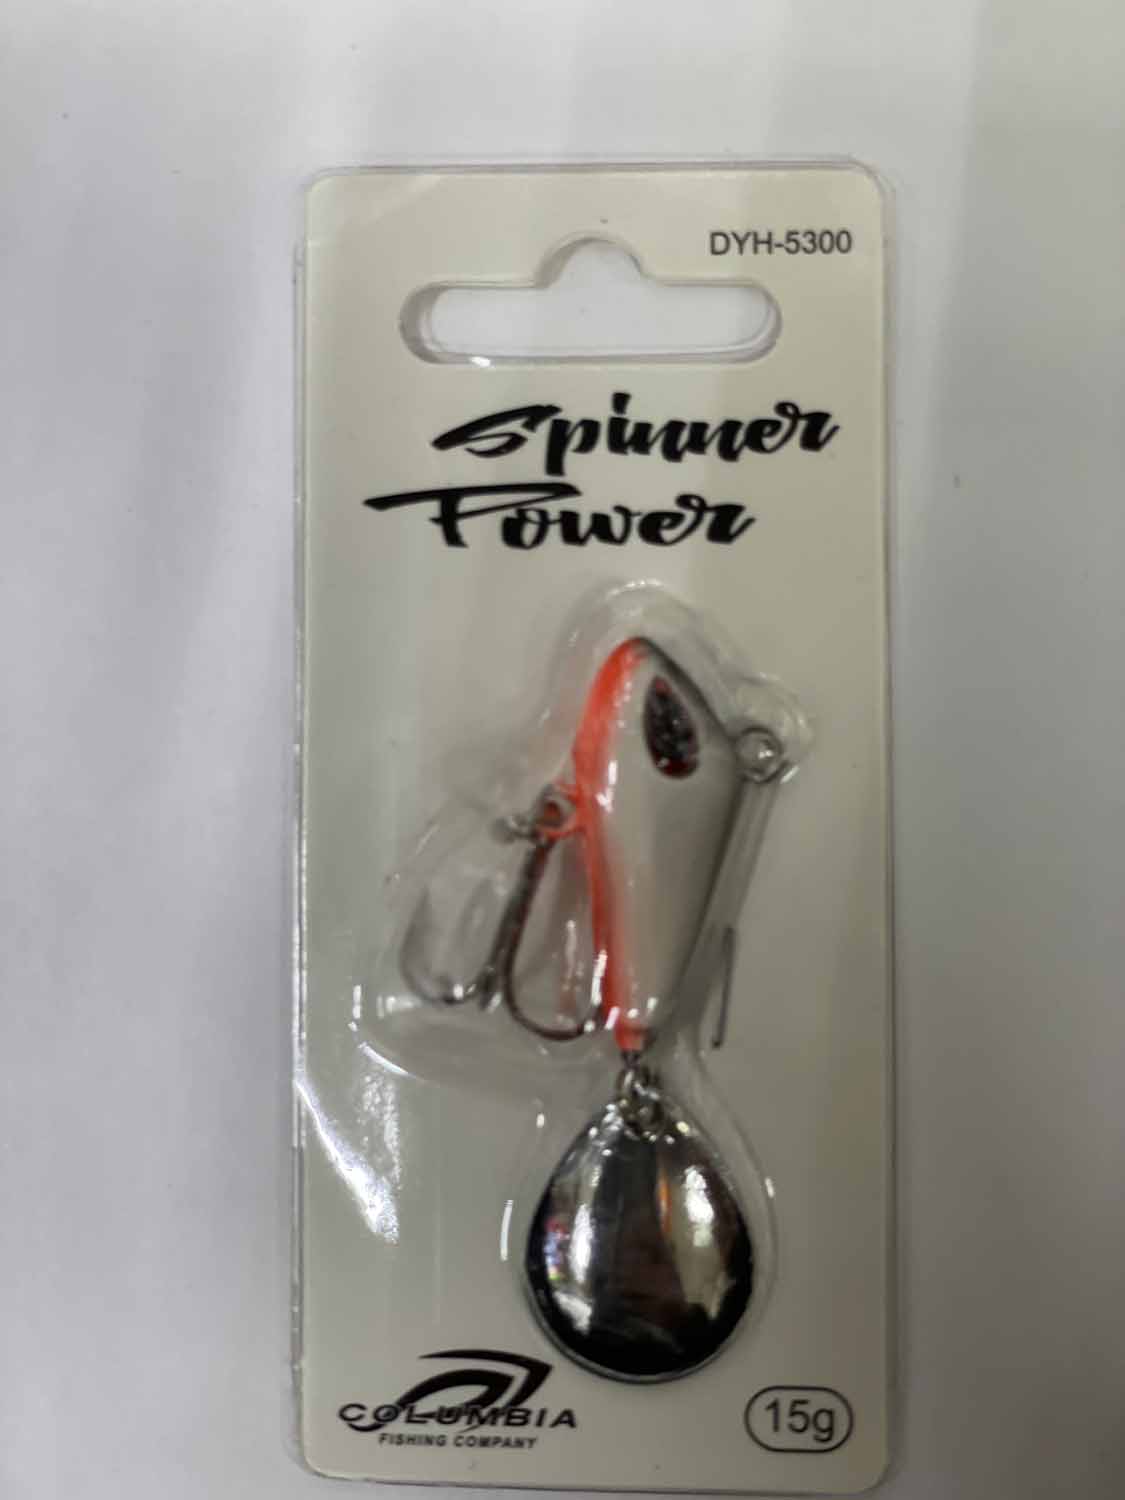 DYH-5300
Spinner
Power
COLUMBIA
FISHING COMPANY
15g